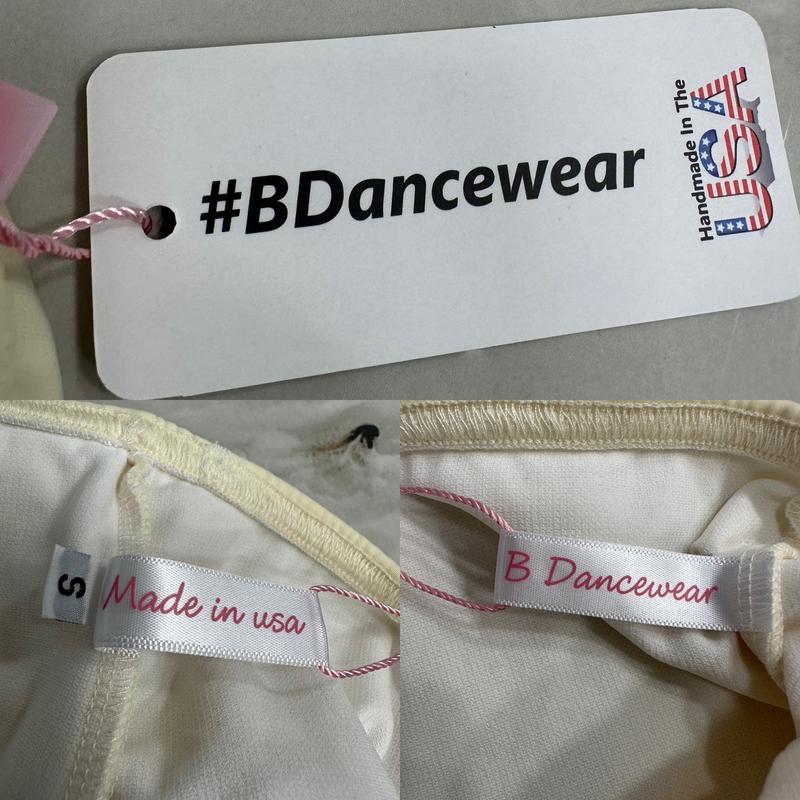 #BDancewear
Handmade In The
USA
S
Made in usa
B Dancewear